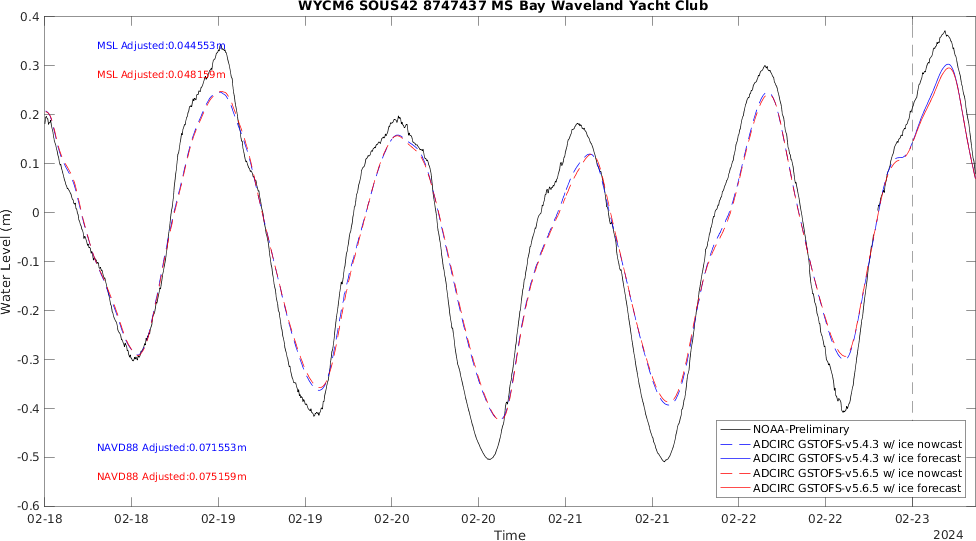 WYCM6 SOUS42 8747437 MS Bay Waveland Yacht Club
0.4
MSL Adjusted:0.044553m
0.3
MSL Adjusted:0.048159m
0.2
0.1
0
-0.1
-0.2
-0.3
-0.4
-0.5
-0.6
Water Level (m)
NAVD88 Adjusted:0.071553m
NAVD88 Adjusted:0.075159m
NOAA-Preliminary
ADCIRC GSTOFS-v5.4.3 w/ ice nowcast
ADCIRC GSTOFS-v5.4.3 w/ ice forecast
ADCIRC GSTOFS-v5.6.5 w/ ice nowcast
ADCIRC GSTOFS-v5.6.5 w/ ice forecast
02-18 02-18 02-19 02-19 02-20 02-20 02-21 02-21 02-22 02-22 02-23
Time
2024